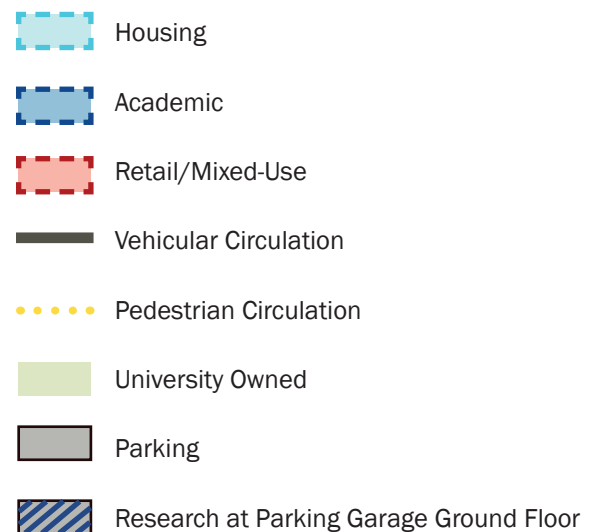 Housing
Academic
Retail/Mixed-Use
Vehicular Circulation
Pedestrian Circulation
University Owned
Parking
Research at Parking Garage Ground Floor